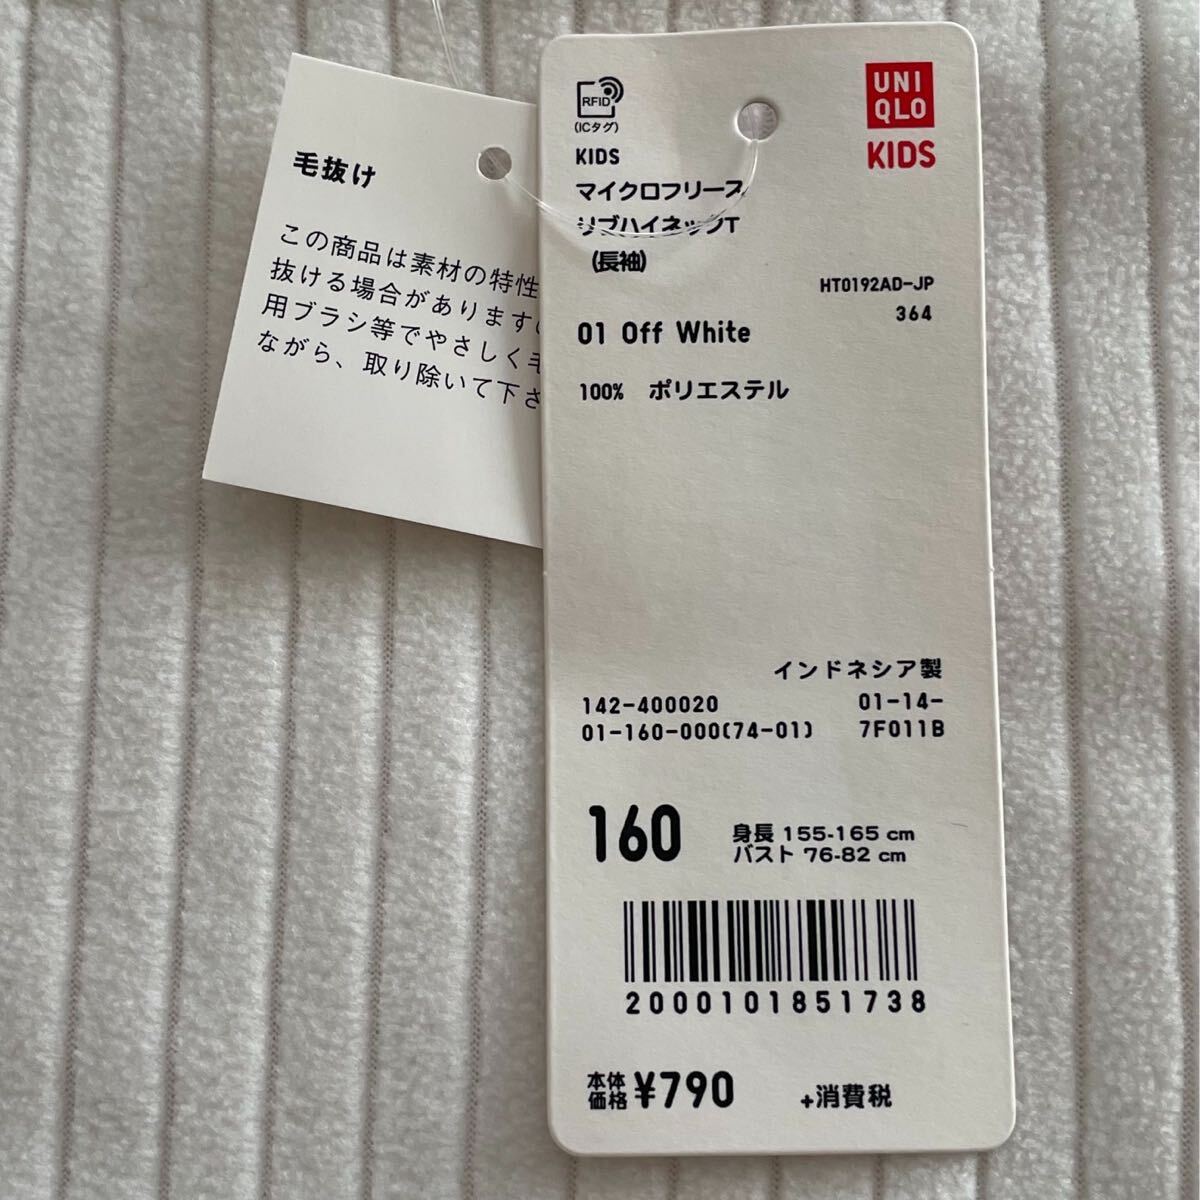 毛抜け
この商品は素材の特性
抜ける場合があります
用ブラシ等でやさしく毛
ながら、取り除いて下さ
RFID
(ICタグ)
UNI
QLO
KIDS
KIDS
マイクロフリース
リブハイネックT
(長袖)
HT0192AD-JP
364
01 Off White
100% ポリエステル
インドネシア製
142-400020 01-14-
01-160-000(74-01) 7F011B
160
身長 155-165 cm
バスト 76-82 cm
2000101851738
本体
価格 ¥790 +消費税